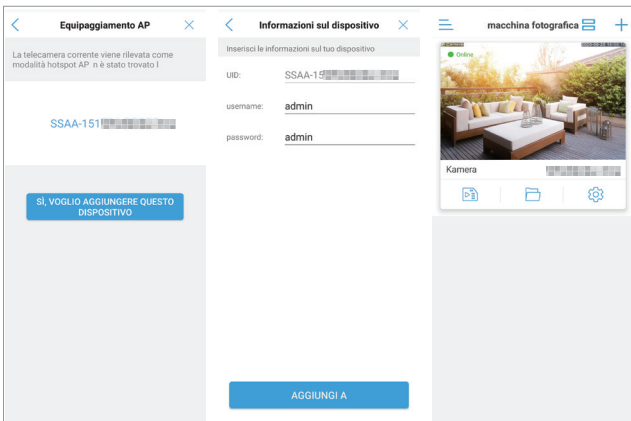 Equipaggiamento AP
La telecamera corrente viene rilevata come
modalità hotspot AP n è stato trovato l
SSAA-151
SÌ, VOGLIO AGGIUNGERE QUESTO
DISPOSITIVO
Informazioni sul dispositivo
Inserisci le informazioni sul tuo dispositivo
UID: SSAA-15
username: admin
password: admin
AGGIUNGI A
macchina fotografica
Online
Kamera